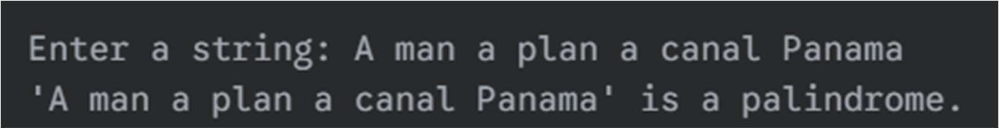 Enter a string: A man a plan a canal Panama
'A man a plan a canal Panama' is a palindrome.